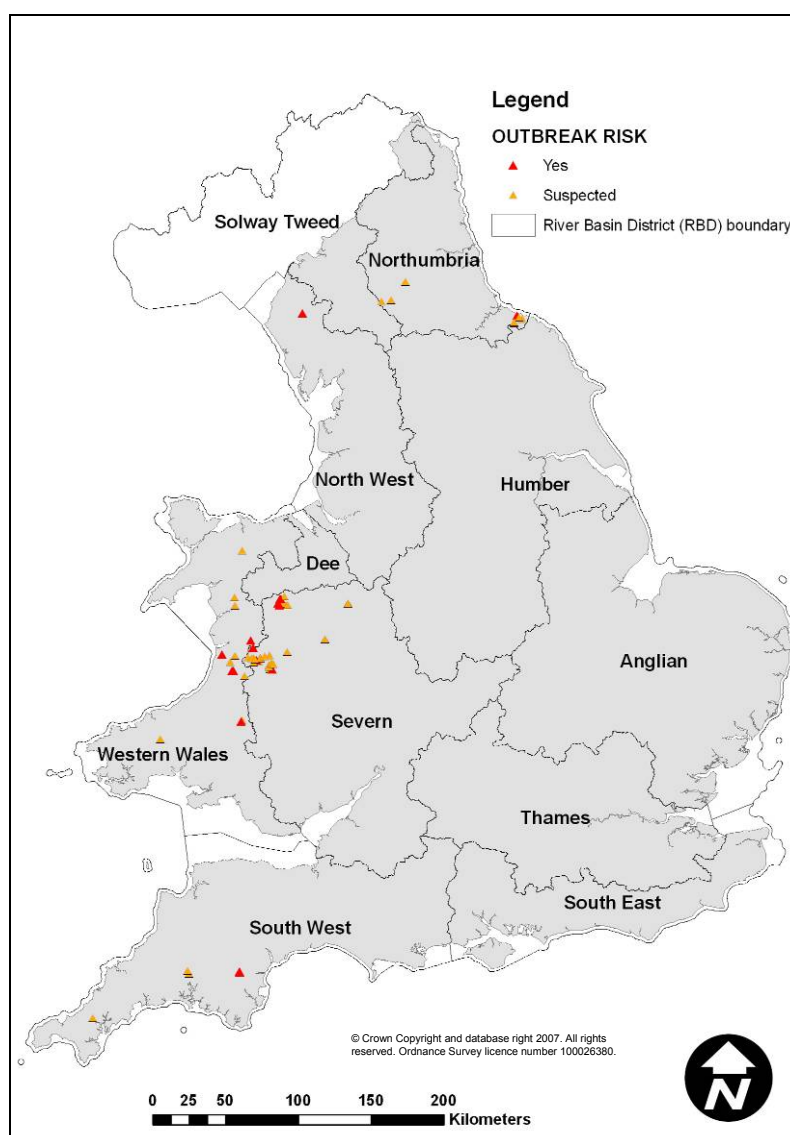 Legend
OUTBREAK RISK
Yes
Suspected
River Basin District (RBD) boundary
Solway Tweed
Northumbria
North West
Humber
Dee
Anglian
Severn
Western Wales
Thames
South East
South West
© Crown Copyright and database right 2007. All rights
reserved. Ordnance Survey licence number 100026380.
0 25 50 100 150 200
Kilometers
N